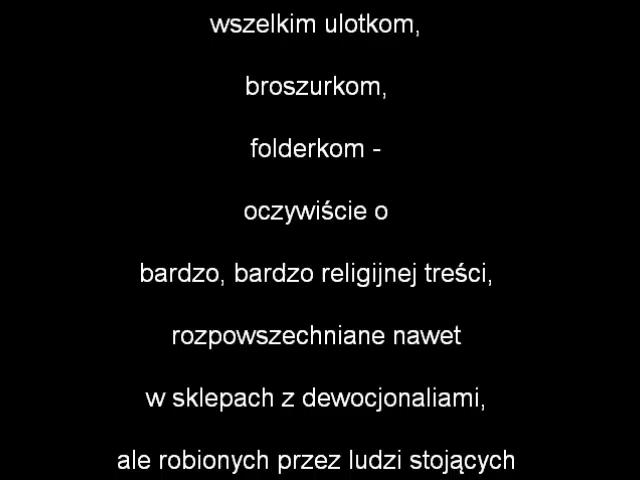 wszelkim ulotkom,
broszurkom,
folderkom -
oczywiście o
bardzo, bardzo religijnej treści,
rozpowszechniane nawet
w sklepach z dewocjonaliami,
ale robionych przez ludzi stojących